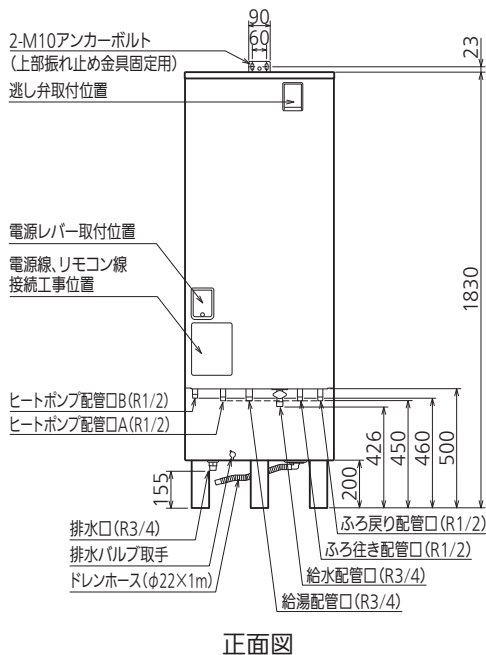 90
60
2-M10アンカーボルト
(上部振れ止め金具固定用)
23
逃し弁取付位置
電源レバー取付位置
電源線、リモコン線
接続工事位置
1830
ヒートポンプ配管口B(R1/2)
ヒートポンプ配管口A(R1/2)
155
200
426
450
460
500
排水口(R3/4)
排水バルブ取手
ドレンホース(φ22×1m)
ふろ戻り配管口(R1/2)
ふろ往き配管口(R1/2)
給水配管口(R3/4)
給湯配管口(R3/4)
正面図